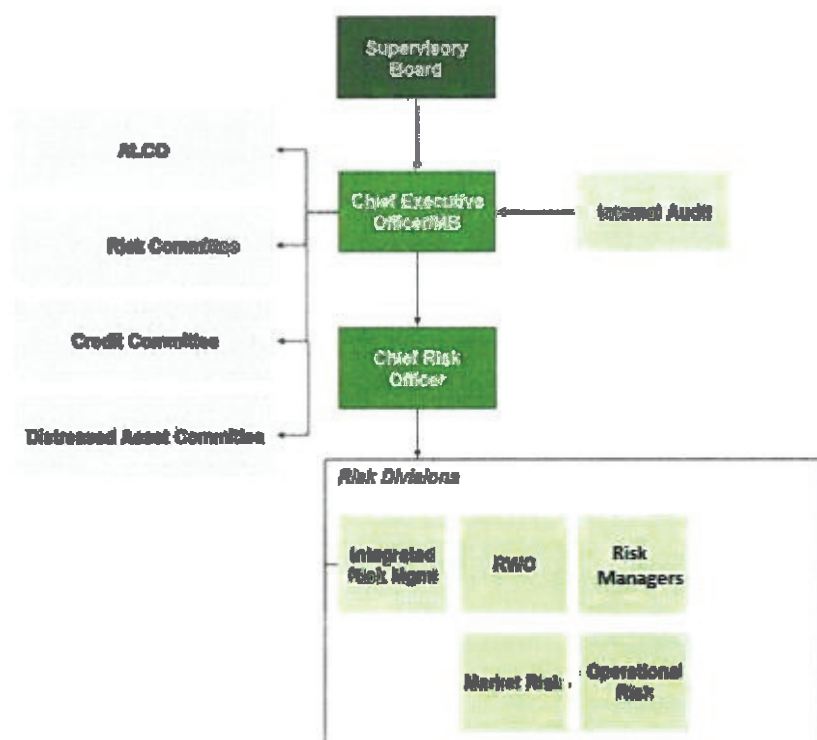 Supervisory
Board
ALCO
Chief Executive
Officer/MB
Internal Audit
Risk Committee
Credit Committee
Chief Risk
Officer
Distressed Asset Committee
Risk Divisions
Integrated
Risk Mgmt
RWO
Risk
Managers
Market Risk
Operational
Risk